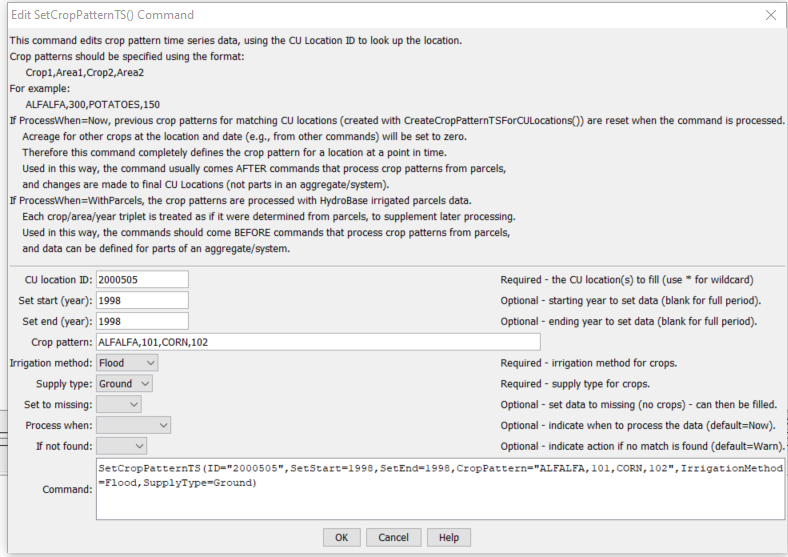 Edit SetCropPatternTS() Command
This command edits crop pattern time series data, using the CU Location ID to look up the location.
Crop patterns should be specified using the format:
Crop1,Area1,Crop2,Area2
For example:
ALFALFA,300,POTATOES,150
If ProcessWhen=Now, previous crop patterns for matching CU locations (created with CreateCropPatternTSForCULocations()) are reset when the command is processed.
Acreage for other crops at the location and date (e.g., from other commands) will be set to zero.
Therefore this command completely defines the crop pattern for a location at a point in time.
Used in this way, the command usually comes AFTER commands that process crop patterns from parcels,
and changes are made to final CU Locations (not parts in an aggregate/system).
If ProcessWhen=WithParcels, the crop patterns are processed with HydroBase irrigated parcels data.
Each crop/area/year triplet is treated as if it were determined from parcels, to supplement later processing.
Used in this way, the commands should come BEFORE commands that process crop patterns from parcels,
and data can be defined for parts of an aggregate/system.
CU location ID: 2000505 Required - the CU location(s) to fill (use * for wildcard)
Set start (year): 1998 Optional - starting year to set data (blank for full period).
Set end (year): 1998 Optional - ending year to set data (blank for full period).
Crop pattern: ALFALFA,101,CORN,102
Irrigation method: Flood Required - irrigation method for crops.
Supply type: Ground Required - supply type for crops.
Set to missing: Optional - set data to missing (no crops) - can then be filled.
Process when: Optional - indicate when to process the data (default=Now).
If not found: Optional - indicate action if no match is found (default=Warn).
Command: SetCropPatternTS(ID="2000505",SetStart=1998,SetEnd=1998,CropPattern="ALFALFA,101,CORN,102",IrrigationMethod
=Flood,SupplyType=Ground)
OK Cancel Help